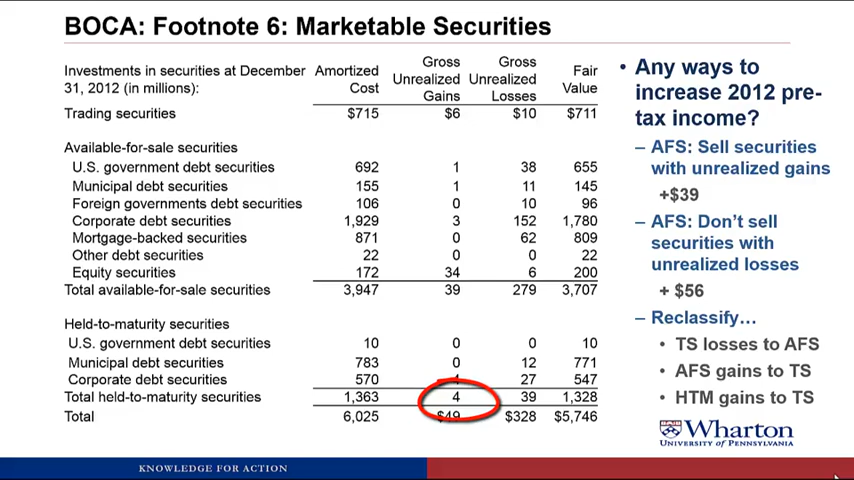 BOCA: Footnote 6: Marketable Securities
Investments in securities at December 31, 2012 (in millions): Amortized Cost Gross Unrealized Gains Gross Unrealized Losses Fair Value
Trading securities $715 $6 $10 $711
Available-for-sale securities
U.S. government debt securities 692 1 38 655
Municipal debt securities 155 1 11 145
Foreign governments debt securities 106 0 10 96
Corporate debt securities 1,929 3 152 1,780
Mortgage-backed securities 871 0 62 809
Other debt securities 22 0 0 22
Equity securities 172 34 6 200
Total available-for-sale securities 3,947 39 279 3,707
Held-to-maturity securities
U.S. government debt securities 10 0 0 10
Municipal debt securities 783 0 12 771
Corporate debt securities 570 4 27 547
Total held-to-maturity securities 1,363 4 39 1,328
Total 6,025 $49 $328 $5,746
• Any ways to
increase 2012 pre-
tax income?
– AFS: Sell securities
with unrealized gains
+$39
– AFS: Don't sell
securities with
unrealized losses
+ $56
– Reclassify…
• TS losses to AFS
• AFS gains to TS
• HTM gains to TS
Wharton
UNIVERSITY OF PENNSYLVANIA
KNOWLEDGE FOR ACTION